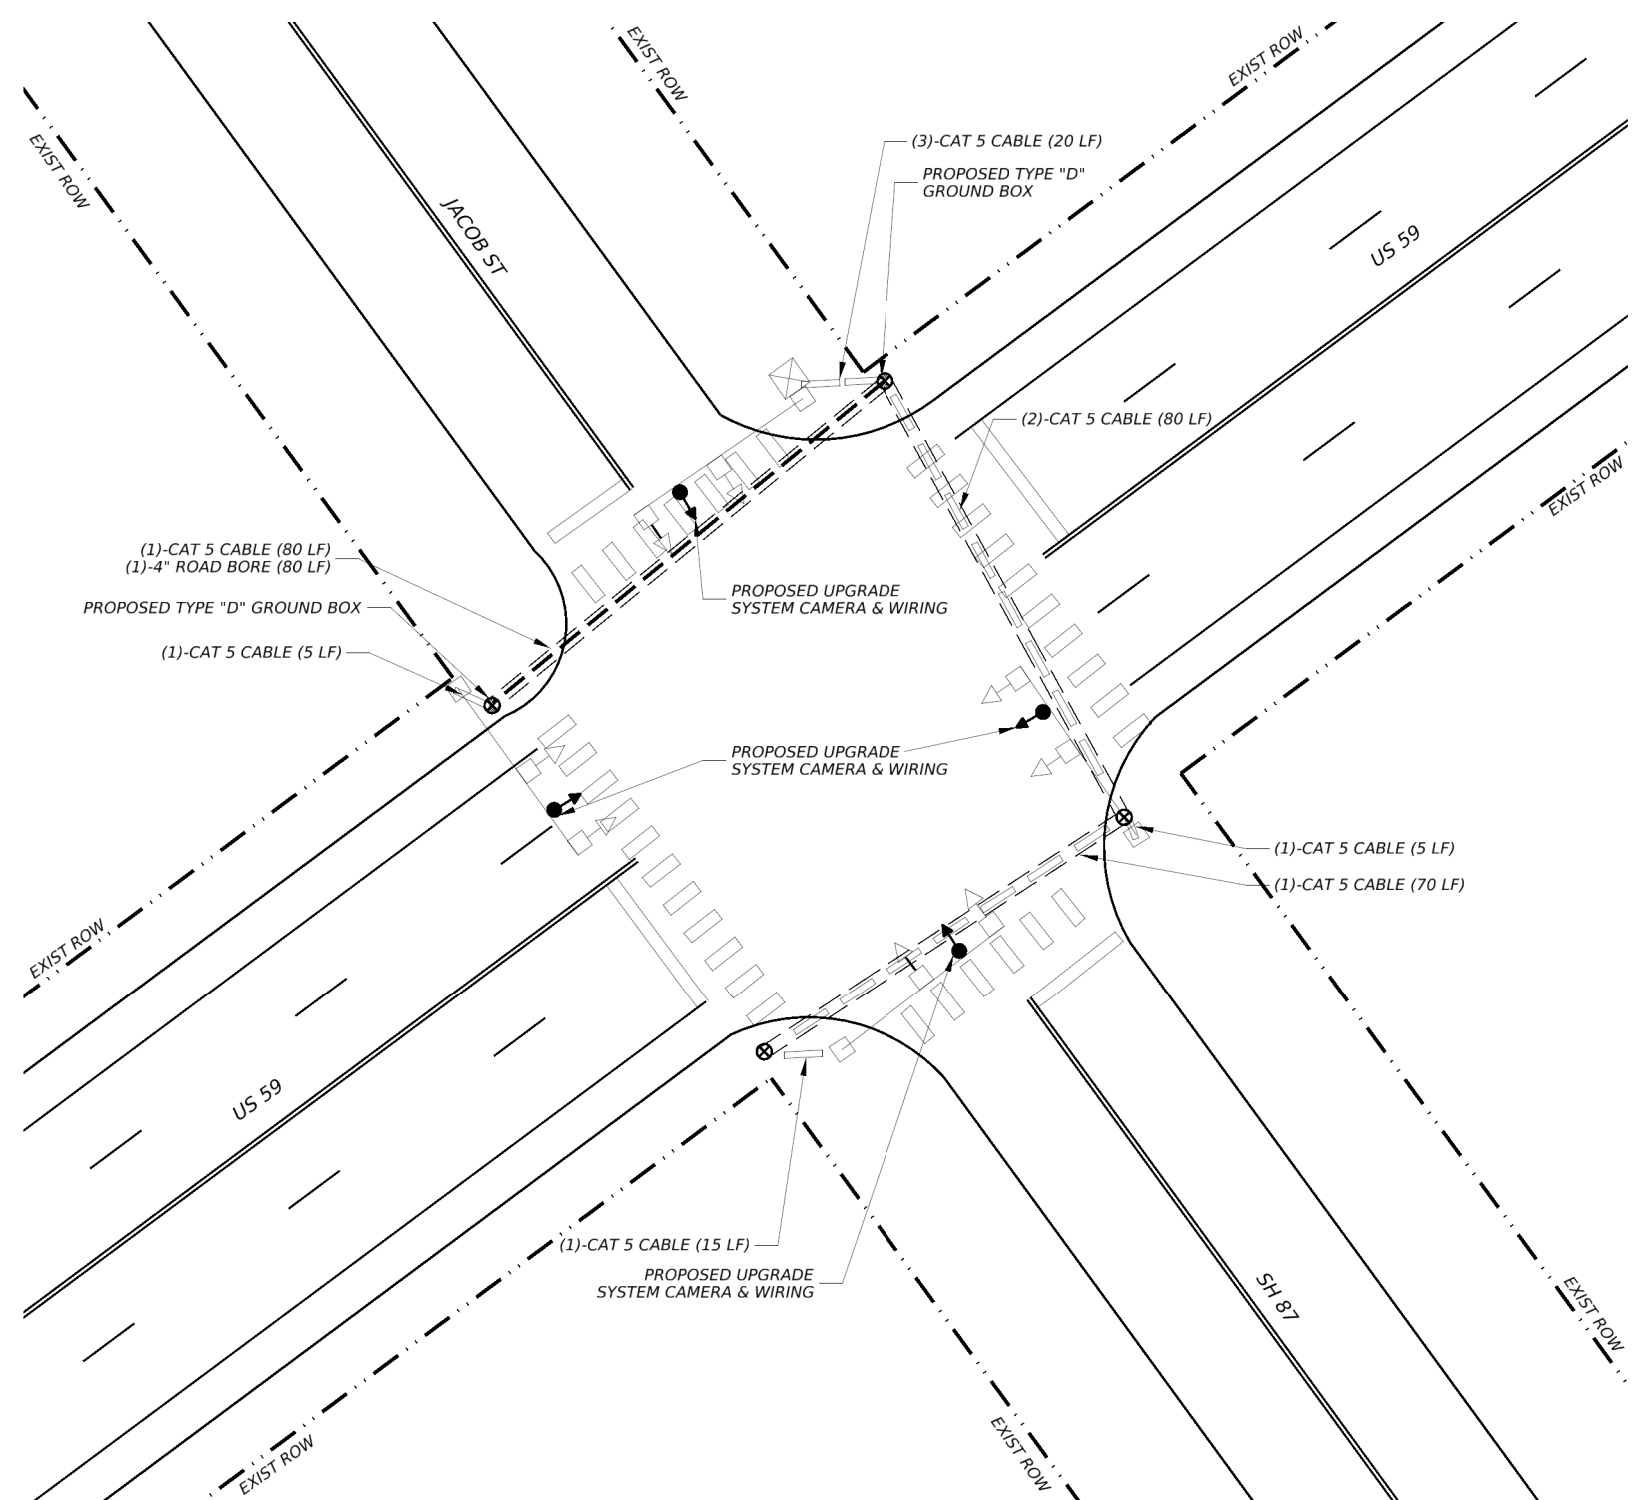 EXIST ROW
EXIST ROW
EXIST ROW
(3)-CAT 5 CABLE (20 LF)
PROPOSED TYPE "D"
GROUND BOX
JACOB ST
US 59
(2)-CAT 5 CABLE (80 LF)
EXIST ROW
(1)-CAT 5 CABLE (80 LF)
(1)-4" ROAD BORE (80 LF)
PROPOSED TYPE "D" GROUND BOX
(1)-CAT 5 CABLE (5 LF)
PROPOSED UPGRADE
SYSTEM CAMERA & WIRING
PROPOSED UPGRADE
SYSTEM CAMERA & WIRING
(1)-CAT 5 CABLE (5 LF)
(1)-CAT 5 CABLE (70 LF)
EXIST ROW
US 59
(1)-CAT 5 CABLE (15 LF)
PROPOSED UPGRADE
SYSTEM CAMERA & WIRING
SH 87
EXIST ROW
EXIST ROW
EXIST ROW